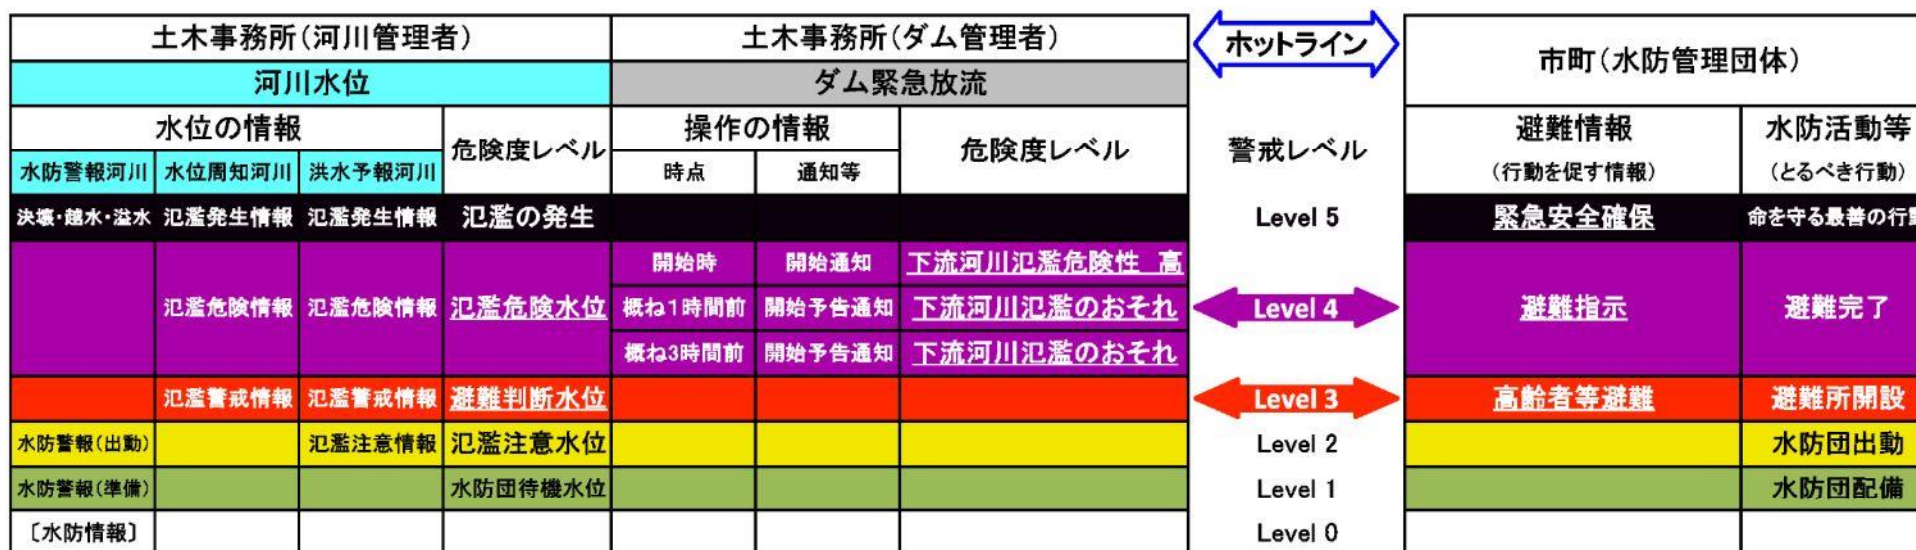 土木事務所(河川管理者) 土木事務所(ダム管理者) ホットライン 市町(水防管理団体)
河川水位 ダム緊急放流
水位の情報 危険度レベル 操作の情報 危険度レベル 警戒レベル 避難情報 水防活動等
水防警報河川 水位周知河川 洪水予報河川 時点 通知等 (行動を促す情報) (とるべき行動)
決壊・越水・溢水 氾濫発生情報 氾濫発生情報 氾濫の発生 Level 5 緊急安全確保 命を守る最善の行動
開始時 開始通知 下流河川氾濫危険性 高
氾濫危険情報 氾濫危険情報 氾濫危険水位 概ね1時間前 開始予告通知 下流河川氾濫のおそれ Level 4 避難指示 避難完了
概ね3時間前 開始予告通知 下流河川氾濫のおそれ
氾濫警戒情報 氾濫警戒情報 避難判断水位 Level 3 高齢者等避難 避難所開設
水防警報(出動) 氾濫注意情報 氾濫注意水位 Level 2 水防団出動
水防警報(準備) 水防団待機水位 Level 1 水防団配備
〔水防情報〕 Level 0